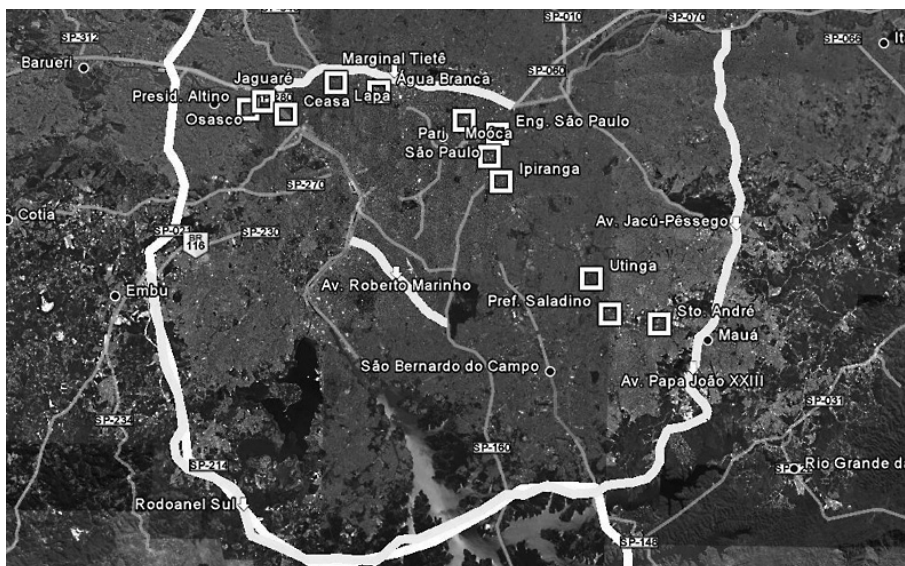 SP-312
SP-010
SP-070
SP-066
Barueri
Marginal Tietê
SP-060
Jaguaré
Água Branca
Presid. Altino
Lapa
Ceasa
Osasco
Eng. São Paulo
Pari
Moóca
São Paulo
Ipiranga
SP-270
Cotia
SP-021
SP-230
BR
116
Av. Jacú-Pêssego
Utinga
Embu
Av. Roberto Marinho
Pref. Saladino
Sto. André
Mauá
São Bernardo do Campo
Av. Papa João XXIII
SP-031
SP-234
SP-160
SP-214
Rio Grande da
Rodoanel Sul
SP-148